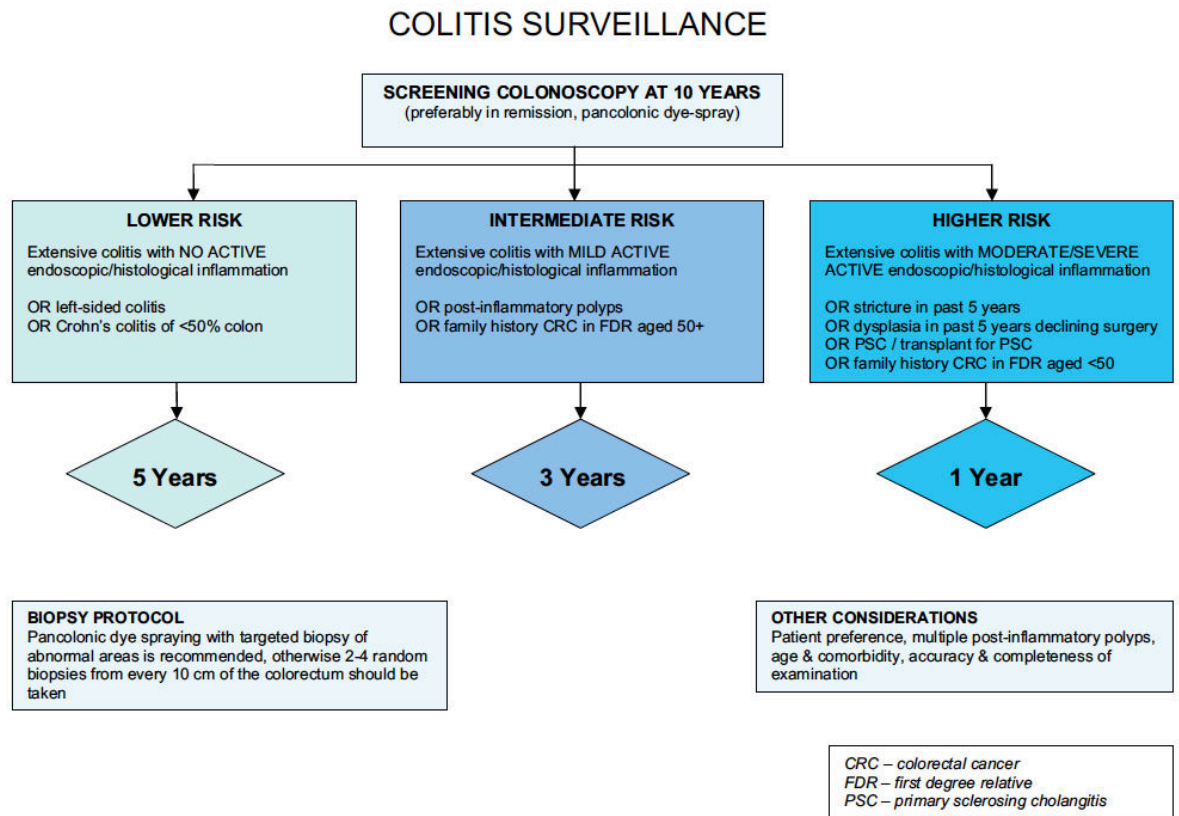 COLITIS SURVEILLANCE
SCREENING COLONOSCOPY AT 10 YEARS
(preferably in remission, pancolonic dye-spray)
LOWER RISK
Extensive colitis with NO ACTIVE
endoscopic/histological inflammation
OR left-sided colitis
OR Crohn's colitis of <50% colon
INTERMEDIATE RISK
Extensive colitis with MILD ACTIVE
endoscopic/histological inflammation
OR post-inflammatory polyps
OR family history CRC in FDR aged 50+
HIGHER RISK
Extensive colitis with MODERATE/SEVERE
ACTIVE endoscopic/histological inflammation
OR stricture in past 5 years
OR dysplasia in past 5 years declining surgery
OR PSC / transplant for PSC
OR family history CRC in FDR aged <50
5 Years
3 Years
1 Year
BIOPSY PROTOCOL
Pancolonic dye spraying with targeted biopsy of
abnormal areas is recommended, otherwise 2-4 random
biopsies from every 10 cm of the colorectum should be
taken
OTHER CONSIDERATIONS
Patient preference, multiple post-inflammatory polyps,
age & comorbidity, accuracy & completeness of
examination
CRC – colorectal cancer
FDR – first degree relative
PSC – primary sclerosing cholangitis